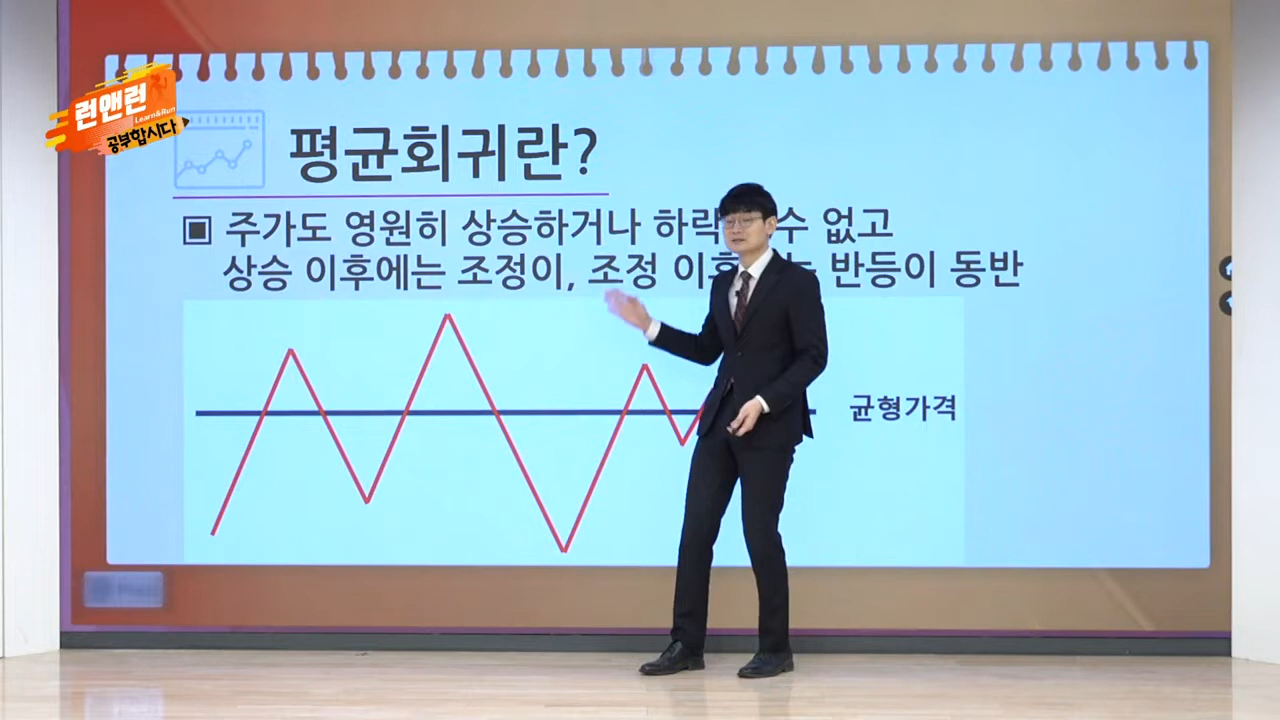 런앤런
Learn&Run
공부합시다
평균회귀란?
▣ 주가도 영원히 상승하거나 하락 수 없고
상승 이후에는 조정이, 조정 이후 는 반등이 동반
균형가격